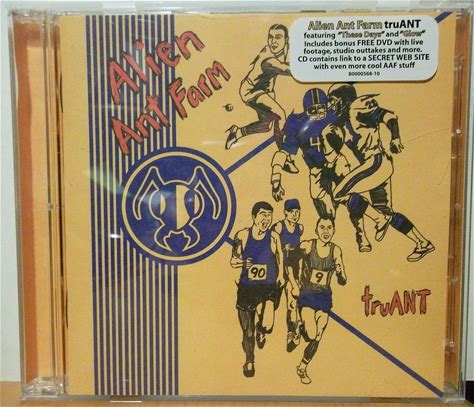 Alien Ant Farm truANT
featuring "These Days" and "Glow"
Includes bonus FREE DVD with live
footage, studio outtakes and more.
CD contains link to a SECRET WEB SITE
with even more cool AAF stuff
B0000568-10
Alien
Ant Farm
4
90
9
truANT